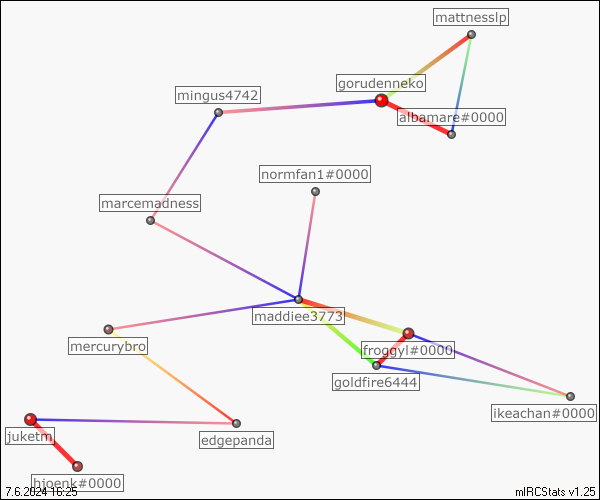 mattnesslp
gorudenneko
mingus4742
albamare#0000
normfan1#0000
marcemadness
maddiee3773
mercurybro
froggyl#0000
goldfire6444
ikeachan#0000
juketm
edgepanda
hjoenk#0000
7.6.2024 16:25
mIRCStats v1.25